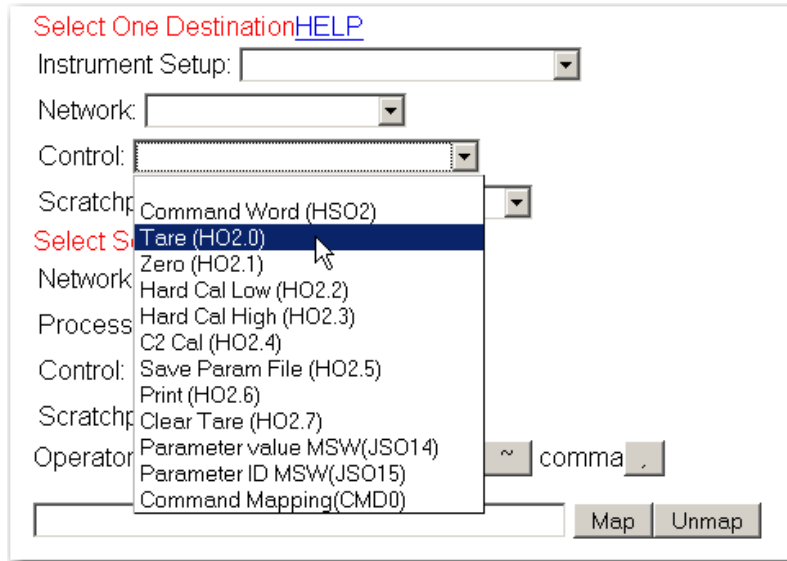 Select One DestinationHELP
Instrument Setup:
Network:
Control:
Scratchp
Command Word (HSO2)
Tare (HO2.0)
Select S
Zero (HO2.1)
Network
Hard Cal Low (HO2.2)
Hard Cal High (HO2.3)
Process
C2 Cal (HO2.4)
Control: Save Param File (HO2.5)
Print (HO2.6)
Scratchp
Clear Tare (HO2.7)
Parameter value MSW(JSO14)
Operator ~ comma ,
Parameter ID MSW(JSO15)
Command Mapping(CMD0)
Map Unmap